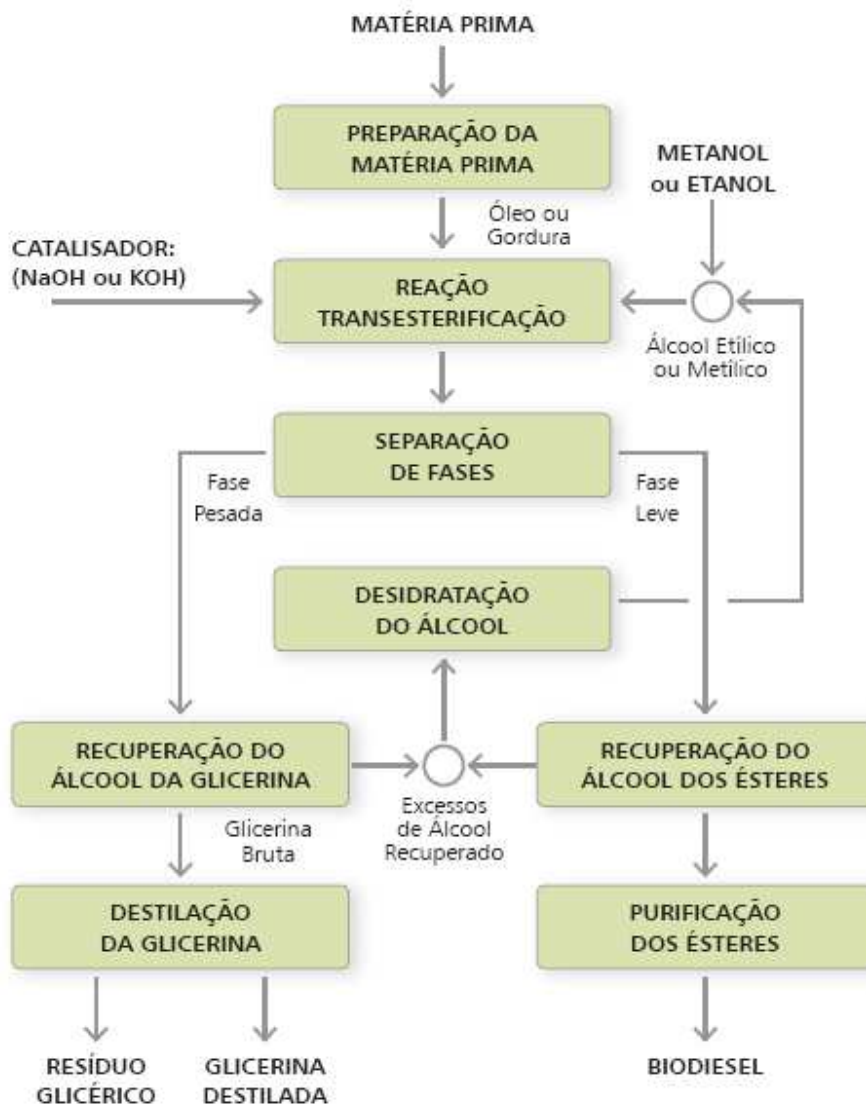 MATÉRIA PRIMA
PREPARAÇÃO DA
MATÉRIA PRIMA
METANOL
ou ETANOL
Óleo ou
Gordura
CATALISADOR:
(NaOH ou KOH)
REAÇÃO
TRANSESTERIFICAÇÃO
Álcool Etílico
ou Metílico
SEPARAÇÃO
DE FASES
Fase
Pesada
Fase
Leve
DESIDRATAÇÃO
DO ÁLCOOL
RECUPERAÇÃO DO
ÁLCOOL DA GLICERINA
RECUPERAÇÃO DO
ÁLCOOL DOS ÉSTERES
Excessos
de Álcool
Recuperado
Glicerina
Bruta
DESTILAÇÃO
DA GLICERINA
PURIFICAÇÃO
DOS ÉSTERES
RESÍDUO
GLICÉRICO
GLICERINA
DESTILADA
BIODIESEL